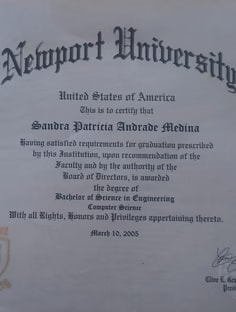 Newport University
United States of America
This is to certify that
Sandra Patricia Andrade Medina
Having satisfied requirements for graduation prescribed
by this Institution, upon recommendation of the
Faculty and by the authority of the
Board of Directors, is awarded
the degree of
Bachelor of Science in Engineering
Computer Science
With all Rights, Honors and Privileges appertaining thereto.
March 10, 2005